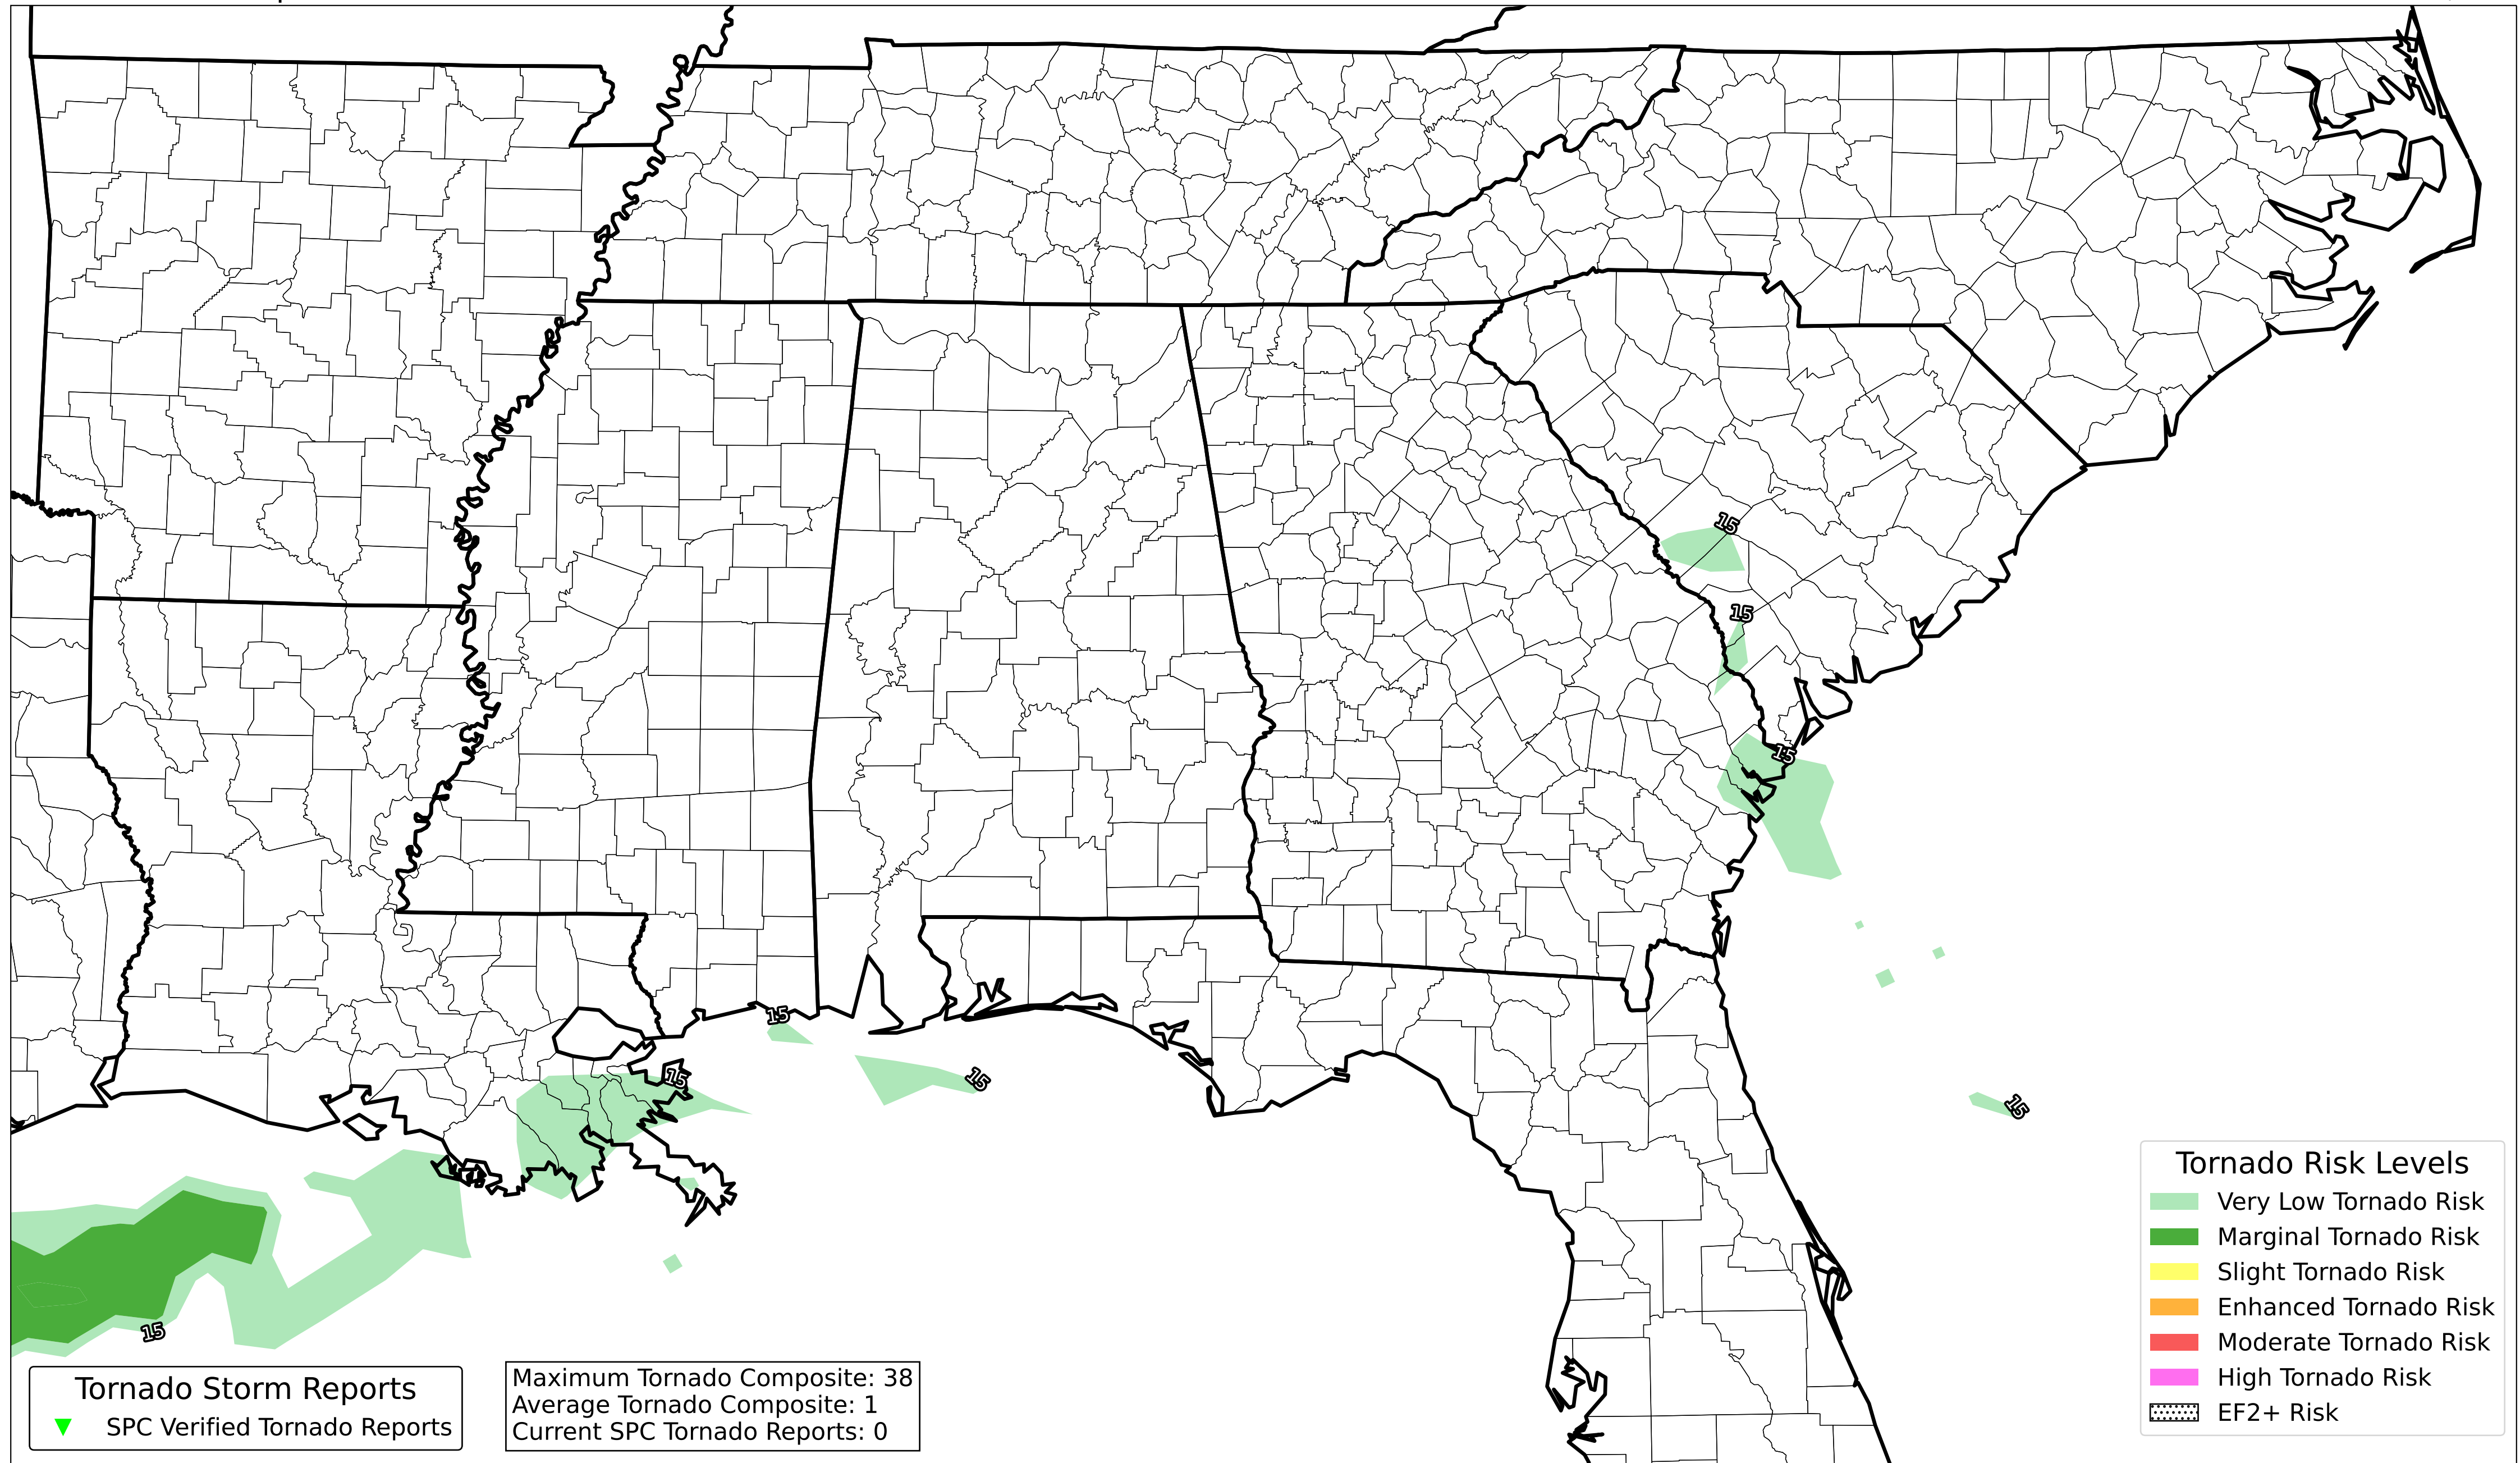 15
15
15
15
15
15
15
15
Tornado Risk Levels
Very Low Tornado Risk
Marginal Tornado Risk
Slight Tornado Risk
Enhanced Tornado Risk
Moderate Tornado Risk
High Tornado Risk
EF2+ Risk
Tornado Storm Reports
SPC Verified Tornado Reports
Maximum Tornado Composite: 38
Average Tornado Composite: 1
Current SPC Tornado Reports: 0